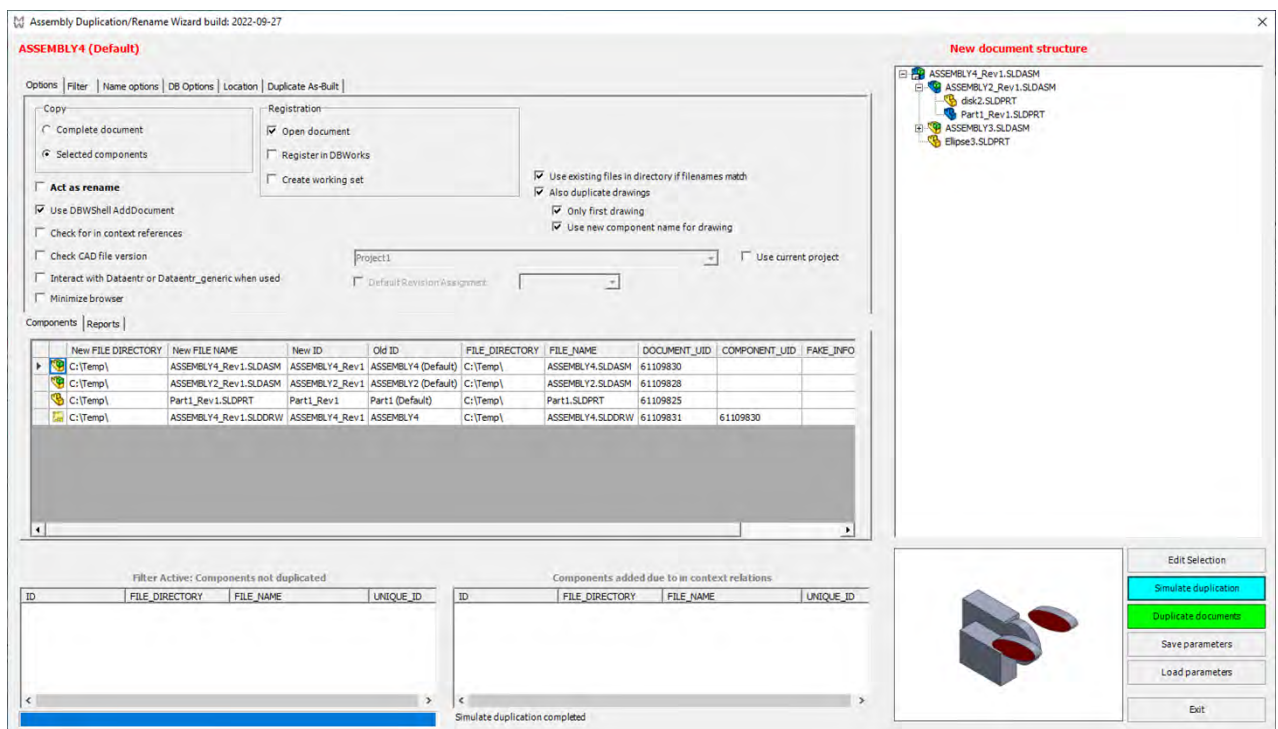 Assembly Duplication/Rename Wizard build: 2022-09-27
ASSEMBLY4 (Default)
New document structure
Options Filter Name options DB Options Location Duplicate As-Built
Copy
Complete document
Selected components
Registration
Open document
Register in DBWorks
Create working set
Act as rename
Use DBWShell AddDocument
Check for in context references
Check CAD file version
Interact with Dataentr or Dataentr_generic when used
Minimize browser
Use existing files in directory if filenames match
Also duplicate drawings
Only first drawing
Use new component name for drawing
Project1
Use current project
Default Revision Assignment
ASSEMBLY4_Rev1.SLDASM
ASSEMBLY2_Rev1.SLDASM
disk2.SLDPRT
Part1_Rev1.SLDPRT
ASSEMBLY3.SLDASM
Ellipse3.SLDPRT
Components Reports
New FILE DIRECTORY New FILE NAME New ID Old ID FILE_DIRECTORY FILE_NAME DOCUMENT_UID COMPONENT_UID FAKE_INFO
C:\Temp\ ASSEMBLY4_Rev1.SLDASM ASSEMBLY4_Rev1 ASSEMBLY4 (Default) C:\Temp\ ASSEMBLY4.SLDASM 61109830
C:\Temp\ ASSEMBLY2_Rev1.SLDASM ASSEMBLY2_Rev1 ASSEMBLY2 (Default) C:\Temp\ ASSEMBLY2.SLDASM 61109828
C:\Temp\ Part1_Rev1.SLDPRT Part1_Rev1 Part1 (Default) C:\Temp\ Part1.SLDPRT 61109825
C:\Temp\ ASSEMBLY4_Rev1.SLDDRW ASSEMBLY4_Rev1 ASSEMBLY4 C:\Temp\ ASSEMBLY4.SLDDRW 61109831 61109830
Filter Active: Components not duplicated
ID FILE_DIRECTORY FILE_NAME UNIQUE_ID
Components added due to in context relations
ID FILE_DIRECTORY FILE_NAME UNIQUE_ID
Simulate duplication completed
Edit Selection
Simulate duplication
Duplicate documents
Save parameters
Load parameters
Exit